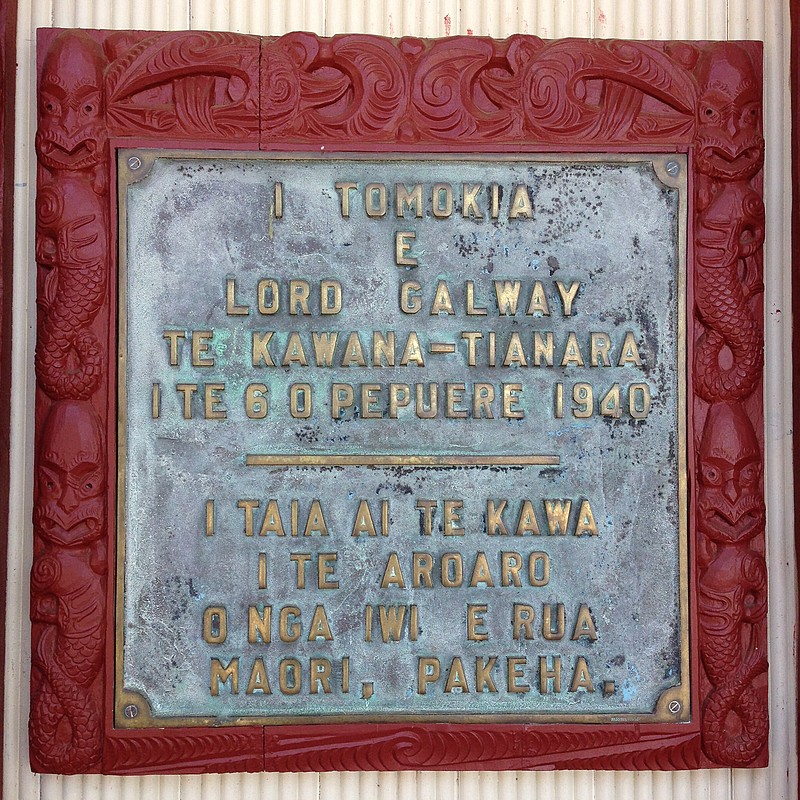 I TOMOKIA
E
LORD GALWAY
TE KAWANA-TIANARA
I TE 6 O PEPUERE 1940
I TAIA AI TE KAWA
I TE AROARO
O NGA IWI E RUA
MAORI, PAKEHA,